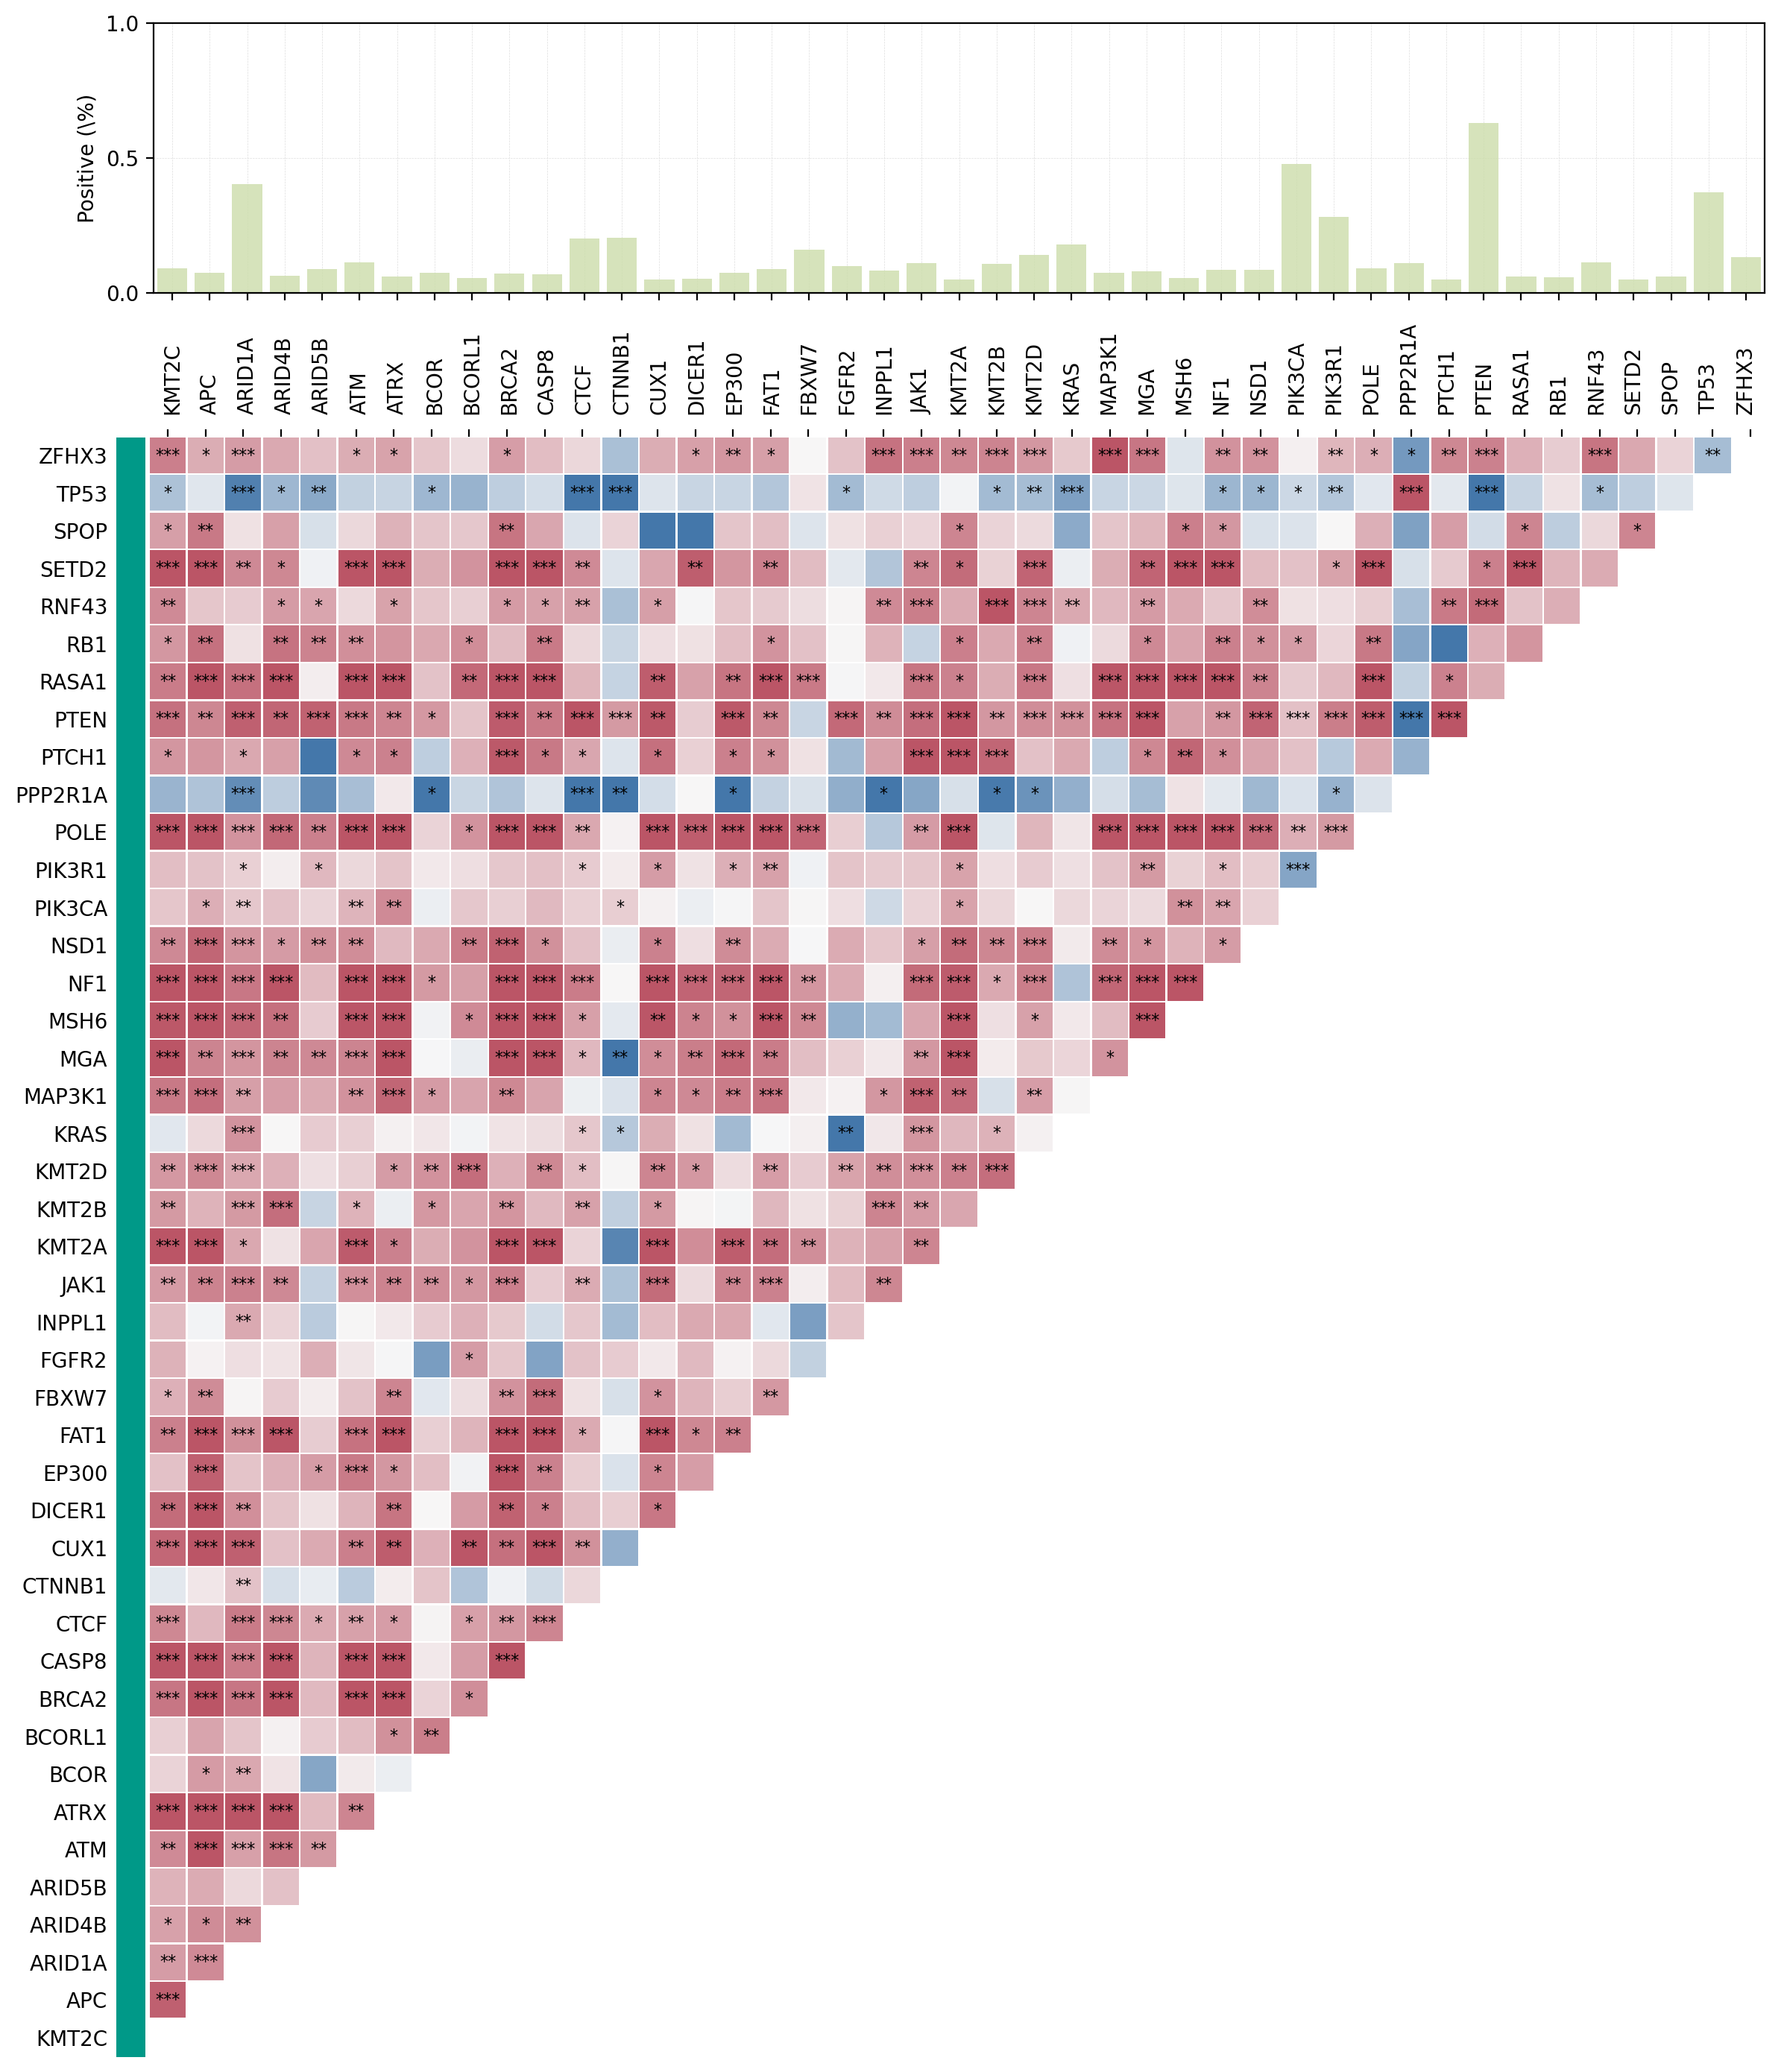 1.0
0.5
0.0
Positive (\%)
KMT2C APC ARID1A ARID4B ARID5B ATM ATRX BCOR BCORL1 BRCA2 CASP8 CTCF CTNNB1 CUX1 DICER1 EP300 FAT1 FBXW7 FGFR2 INPPL1 JAK1 KMT2A KMT2B KMT2D KRAS MAP3K1 MGA MSH6 NF1 NSD1 PIK3CA PIK3R1 POLE PPP2R1A PTCH1 PTEN RASA1 RB1 RNF43 SETD2 SPOP TP53 ZFHX3
ZFHX3 *** * *** * * * * ** * *** *** ** *** *** *** *** ** ** ** * * ** *** *** **
TP53 * *** * ** * *** *** * * ** *** * * * ** *** *** *
SPOP * ** ** * * * * *
SETD2 *** *** ** * *** *** *** *** ** ** ** ** * *** ** *** *** * *** * ***
RNF43 ** * * * * * ** * ** *** *** *** ** ** ** ** ***
RB1 * ** ** ** ** * ** * * ** * ** * * **
RASA1 ** *** *** *** *** *** ** *** *** ** ** *** *** *** * *** *** *** *** *** ** *** *
PTEN *** ** *** ** *** *** ** * *** ** *** *** ** *** ** *** ** *** *** ** *** *** *** *** ** *** *** *** *** *** ***
PTCH1 * * * * *** * * * * * *** *** *** * ** *
PPP2R1A *** * *** ** * * * * *
POLE *** *** *** *** ** *** *** * *** *** ** *** *** *** *** *** ** *** *** *** *** *** *** ** ***
PIK3R1 * * * * * ** * ** * ***
PIK3CA * ** ** ** * * ** **
NSD1 ** *** *** * ** ** ** *** * * ** * ** ** *** ** * *
NF1 *** *** *** *** *** *** * *** *** *** *** *** *** *** ** *** *** * *** *** *** ***
MSH6 *** *** *** ** *** *** * *** *** * ** * * *** ** *** * ***
MGA *** ** *** ** ** *** *** *** *** * ** * ** *** ** ** *** *
MAP3K1 *** *** ** ** *** * ** * * ** *** * *** ** **
KRAS *** * * ** *** *
KMT2D ** *** *** * ** *** ** * ** * ** ** ** *** ** ***
KMT2B ** *** *** * * ** ** * *** **
KMT2A *** *** * *** * *** *** *** *** ** ** **
JAK1 ** ** *** ** *** ** ** * *** ** *** ** *** **
INPPL1 **
FGFR2 *
FBXW7 * ** ** ** *** * **
FAT1 ** *** *** *** *** *** *** *** * *** * **
EP300 *** * *** * *** ** *
DICER1 ** *** ** ** ** * *
CUX1 *** *** *** ** ** ** ** *** **
CTNNB1 **
CTCF *** *** *** * ** * * ** ***
CASP8 *** *** *** *** *** *** ***
BRCA2 *** *** *** *** *** *** *
BCORL1 * **
BCOR * **
ATRX *** *** *** *** **
ATM ** *** *** *** **
ARID5B
ARID4B * * **
ARID1A ** ***
APC ***
KMT2C